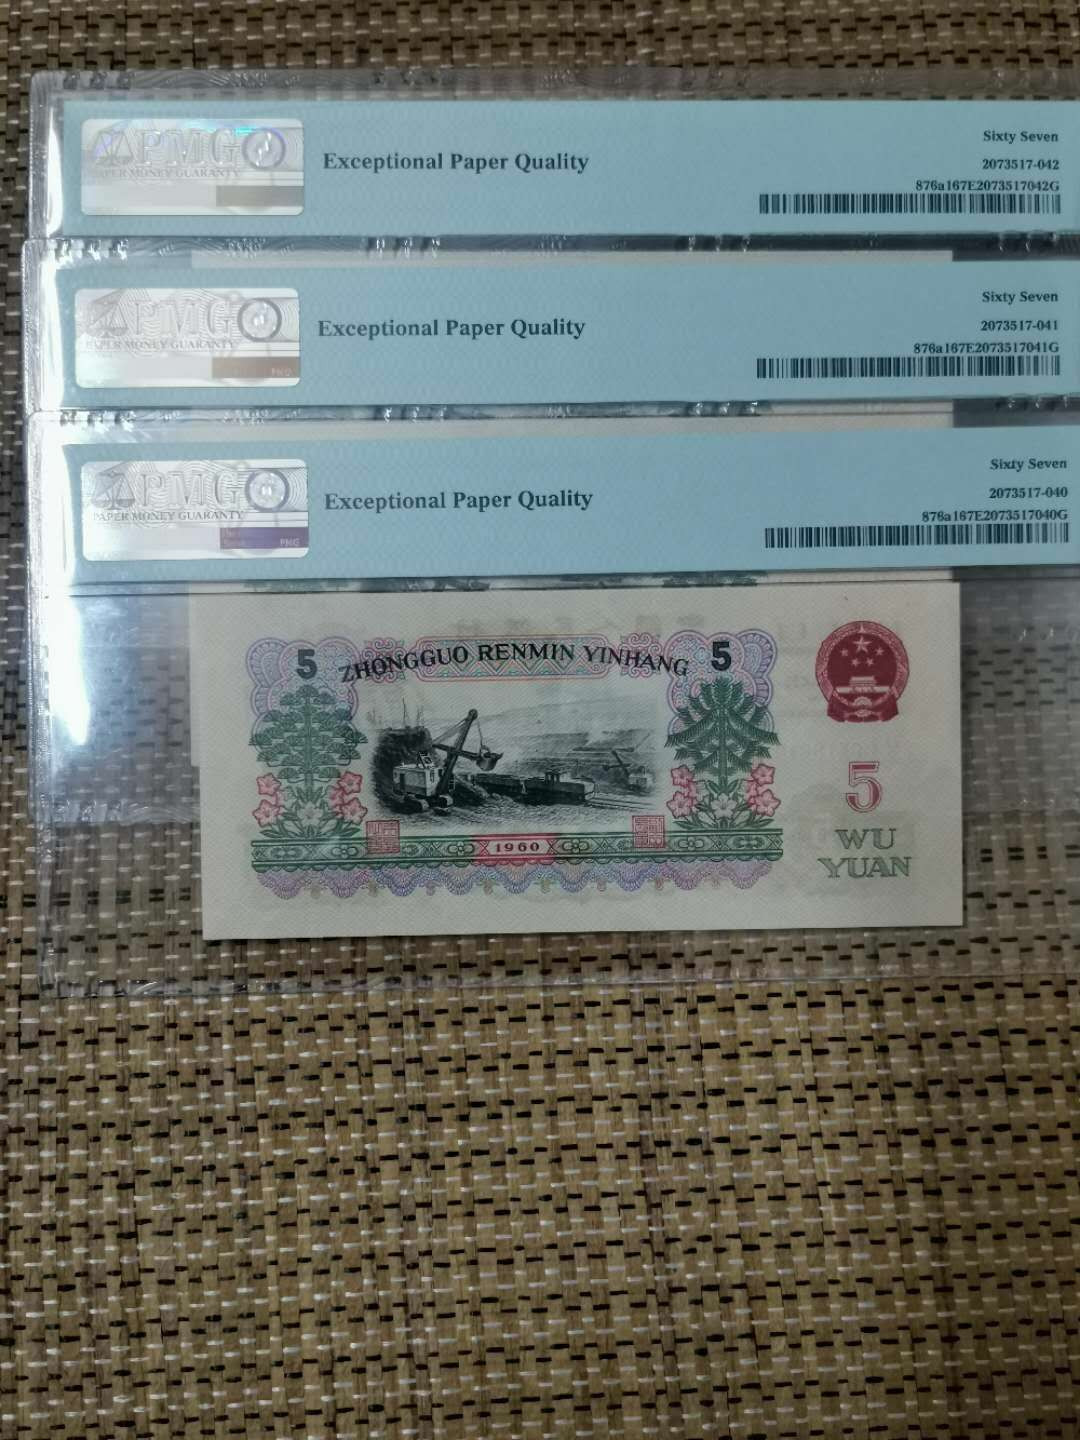 PMG
PAPER MONEY GUARANTY
Exceptional Paper Quality
Sixty Seven
2073517-042
876a167E2073517042G
PMG
PAPER MONEY GUARANTY
PMG
Exceptional Paper Quality
Sixty Seven
2073517-041
876a167E2073517041G
PMG
PAPER MONEY GUARANTY
PMG
Exceptional Paper Quality
Sixty Seven
2073517-040
876a167E2073517040G
5 ZHONGGUO RENMIN YINHANG 5
5
1960
WU
YUAN